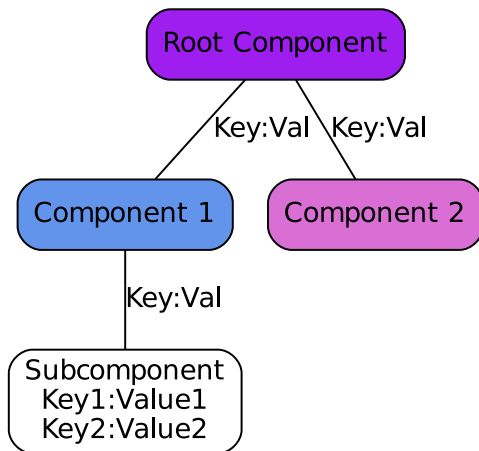 Root Component
Key:Val
Key:Val
Component 1
Component 2
Key:Val
Subcomponent
Key1:Value1
Key2:Value2